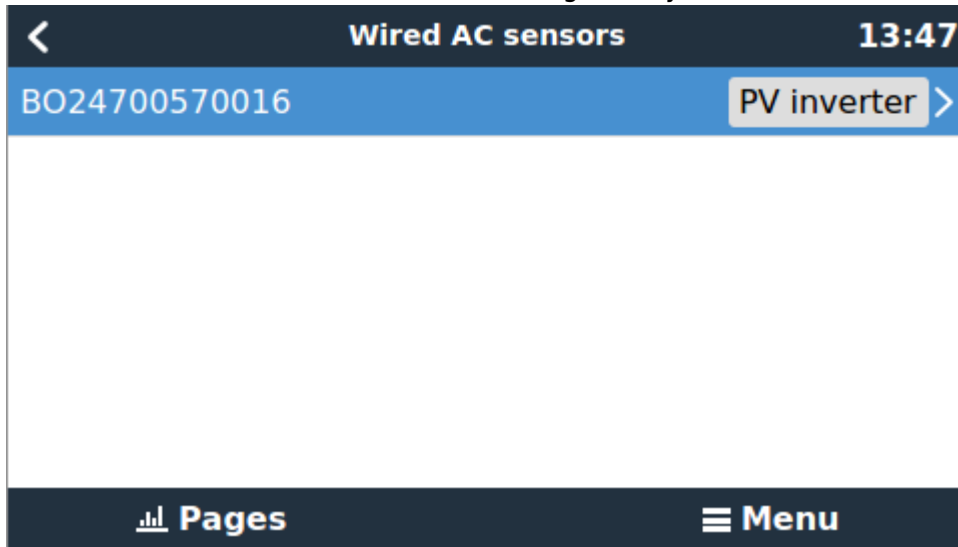 Wired AC sensors 13:47
BO24700570016 PV inverter
Pages Menu